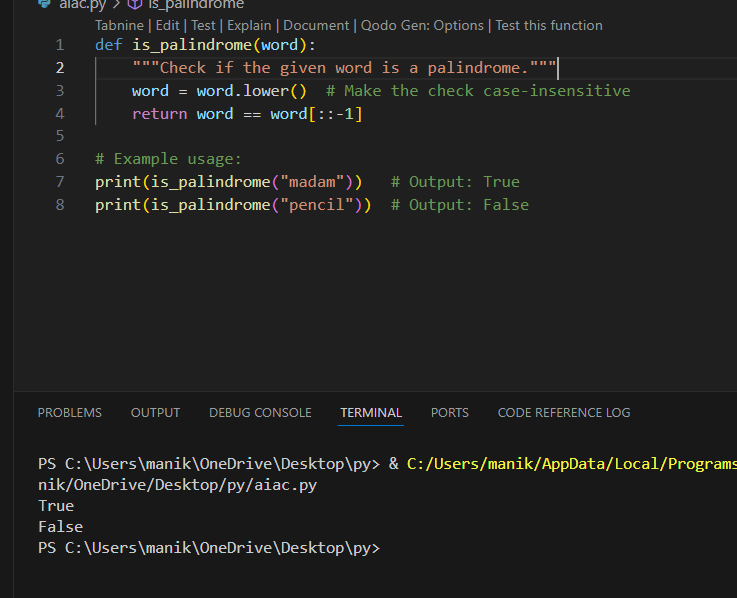 aiac.py > is_palindrome
Tabnine | Edit | Test | Explain | Document | Qodo Gen: Options | Test this function
1 def is_palindrome(word):
2     """Check if the given word is a palindrome."""
3     word = word.lower()  # Make the check case-insensitive
4     return word == word[::-1]
5
6 # Example usage:
7 print(is_palindrome("madam"))   # Output: True
8 print(is_palindrome("pencil"))  # Output: False
PROBLEMS OUTPUT DEBUG CONSOLE TERMINAL PORTS CODE REFERENCE LOG
PS C:\Users\manik\OneDrive\Desktop\py> & C:/Users/manik/AppData/Local/Programs
nik/OneDrive/Desktop/py/aiac.py
True
False
PS C:\Users\manik\OneDrive\Desktop\py>